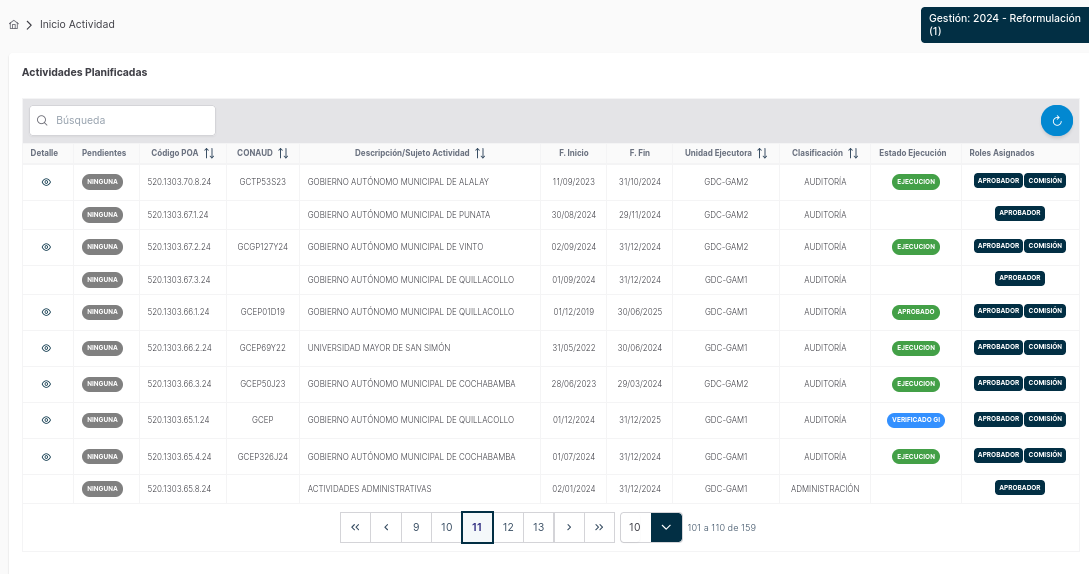 Inicio Actividad
Gestión: 2024 - Reformulación
(1)
Actividades Planificadas
Búsqueda
Detalle Pendientes Código POA CONAUD Descripción/Sujeto Actividad F. Inicio F. Fin Unidad Ejecutora Clasificación Estado Ejecución Roles Asignados
NINGUNA 520.1303.70.8.24 GCTP53S23 GOBIERNO AUTÓNOMO MUNICIPAL DE ALALAY 11/09/2023 31/10/2024 GDC-GAM2 AUDITORÍA EJECUCION APROBADOR COMISIÓN
NINGUNA 520.1303.67.1.24 GOBIERNO AUTÓNOMO MUNICIPAL DE PUNATA 30/08/2024 29/11/2024 GDC-GAM2 AUDITORÍA APROBADOR
NINGUNA 520.1303.67.2.24 GCGP127Y24 GOBIERNO AUTÓNOMO MUNICIPAL DE VINTO 02/09/2024 31/12/2024 GDC-GAM2 AUDITORÍA EJECUCION APROBADOR COMISIÓN
NINGUNA 520.1303.67.3.24 GOBIERNO AUTÓNOMO MUNICIPAL DE QUILLACOLLO 01/09/2024 31/12/2024 GDC-GAM1 AUDITORÍA APROBADOR
NINGUNA 520.1303.66.1.24 GCEP01D19 GOBIERNO AUTÓNOMO MUNICIPAL DE QUILLACOLLO 01/12/2019 30/06/2025 GDC-GAM1 AUDITORÍA APROBADO APROBADOR COMISIÓN
NINGUNA 520.1303.66.2.24 GCEP69Y22 UNIVERSIDAD MAYOR DE SAN SIMÓN 31/05/2022 30/06/2024 GDC-GAM1 AUDITORÍA EJECUCION APROBADOR COMISIÓN
NINGUNA 520.1303.66.3.24 GCEP50J23 GOBIERNO AUTÓNOMO MUNICIPAL DE COCHABAMBA 28/06/2023 29/03/2024 GDC-GAM2 AUDITORÍA EJECUCION APROBADOR COMISIÓN
NINGUNA 520.1303.65.1.24 GCEP GOBIERNO AUTÓNOMO MUNICIPAL DE QUILLACOLLO 01/12/2024 31/12/2025 GDC-GAM1 AUDITORÍA VERIFICADO GI APROBADOR COMISIÓN
NINGUNA 520.1303.65.4.24 GCEP326J24 GOBIERNO AUTÓNOMO MUNICIPAL DE COCHABAMBA 01/07/2024 31/12/2024 GDC-GAM1 AUDITORÍA EJECUCION APROBADOR COMISIÓN
NINGUNA 520.1303.65.8.24 ACTIVIDADES ADMINISTRATIVAS 02/01/2024 31/12/2024 GDC-GAM1 ADMINISTRACIÓN APROBADOR
« ‹ 9 10 11 12 13 › » 10 101 a 110 de 159